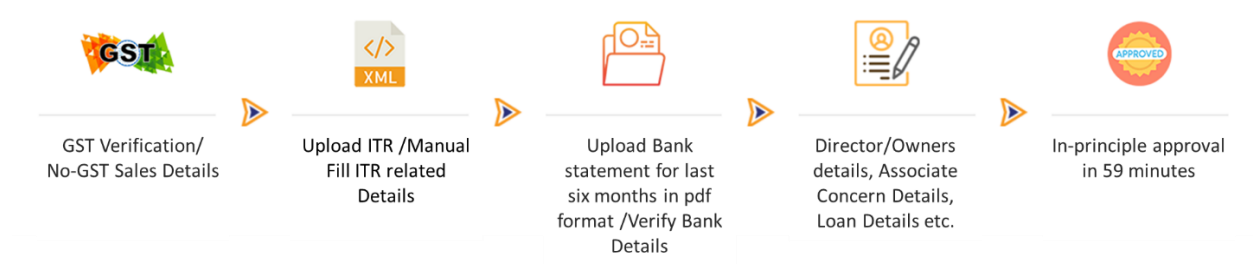 GST
GST Verification/
No-GST Sales Details
</>
XML
Upload ITR /Manual
Fill ITR related
Details
Upload Bank
statement for last
six months in pdf
format /Verify Bank
Details
Director/Owners
details, Associate
Concern Details,
Loan Details etc.
APPROVED
In-principle approval
in 59 minutes